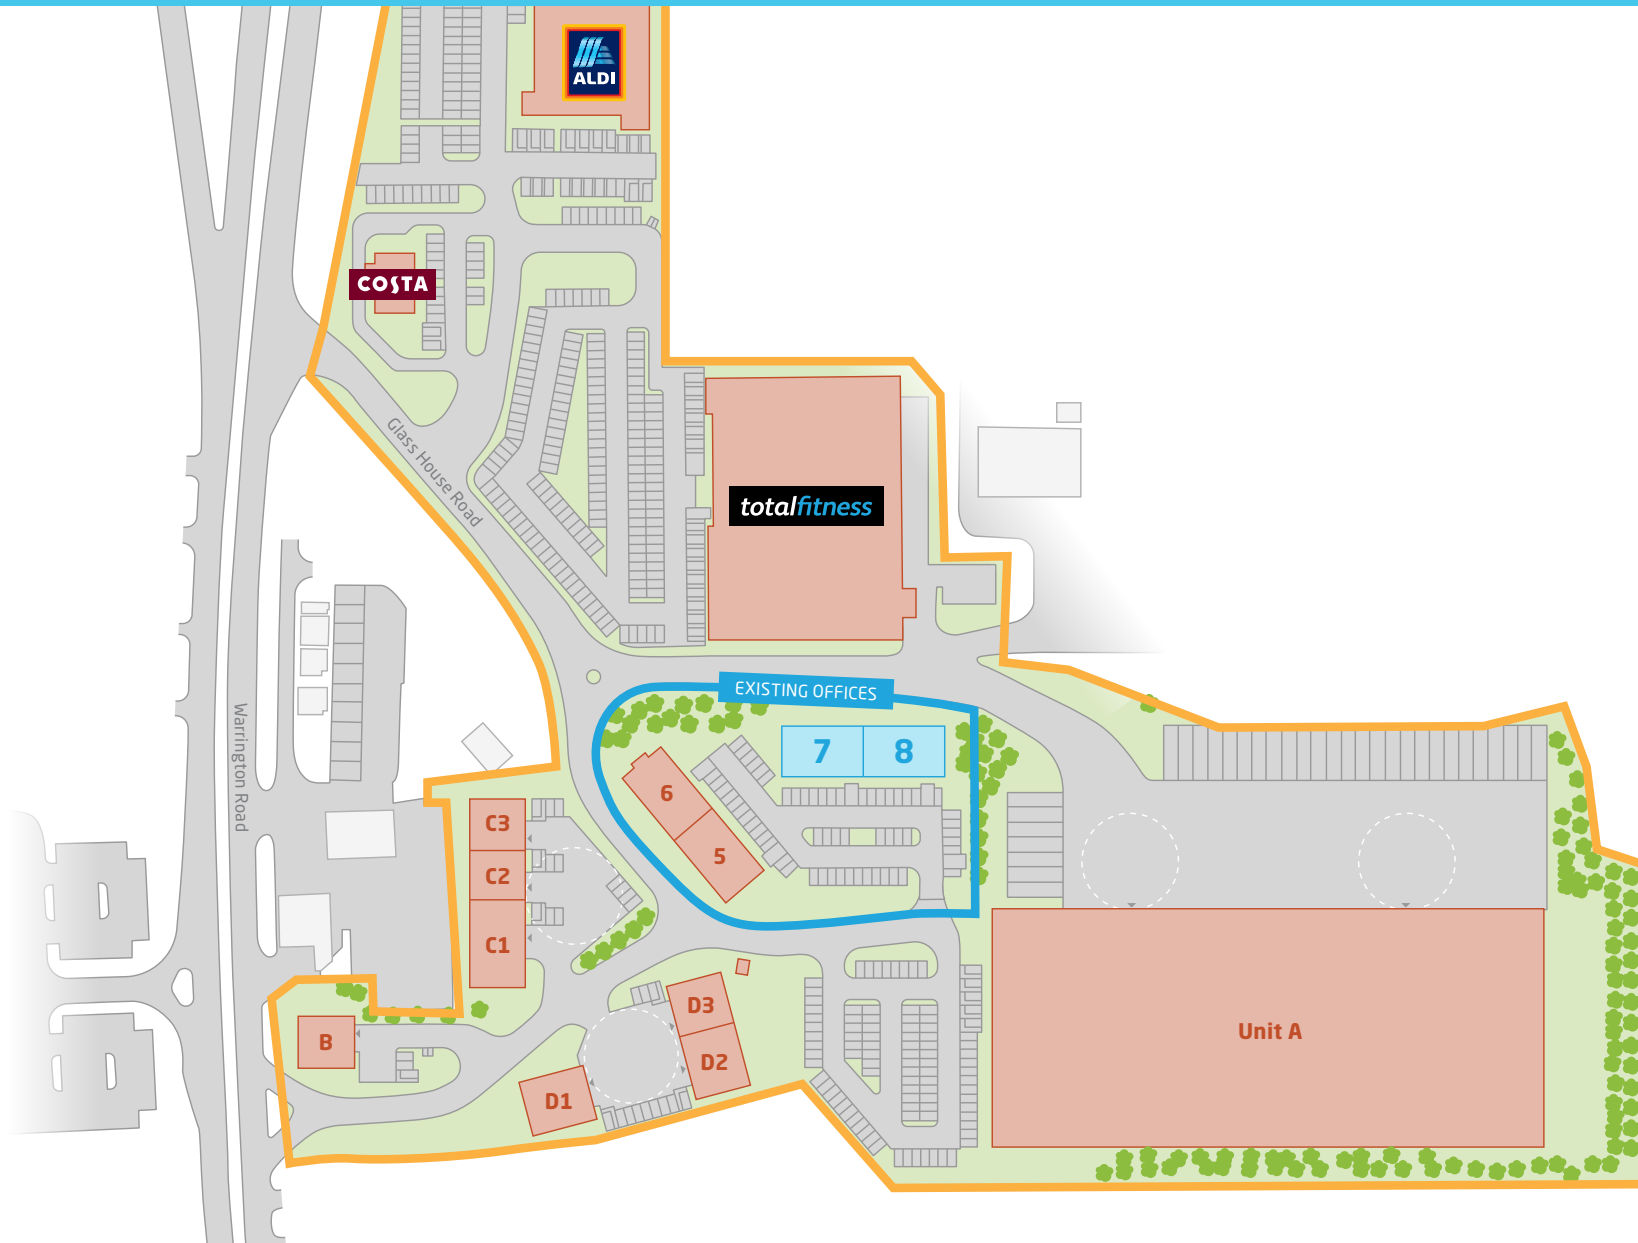 ALDI
COSTA
Glass House Road
totalfitness
EXISTING OFFICES
Warrington Road
7
8
6
5
C3
C2
C1
D3
D2
D1
B
Unit A